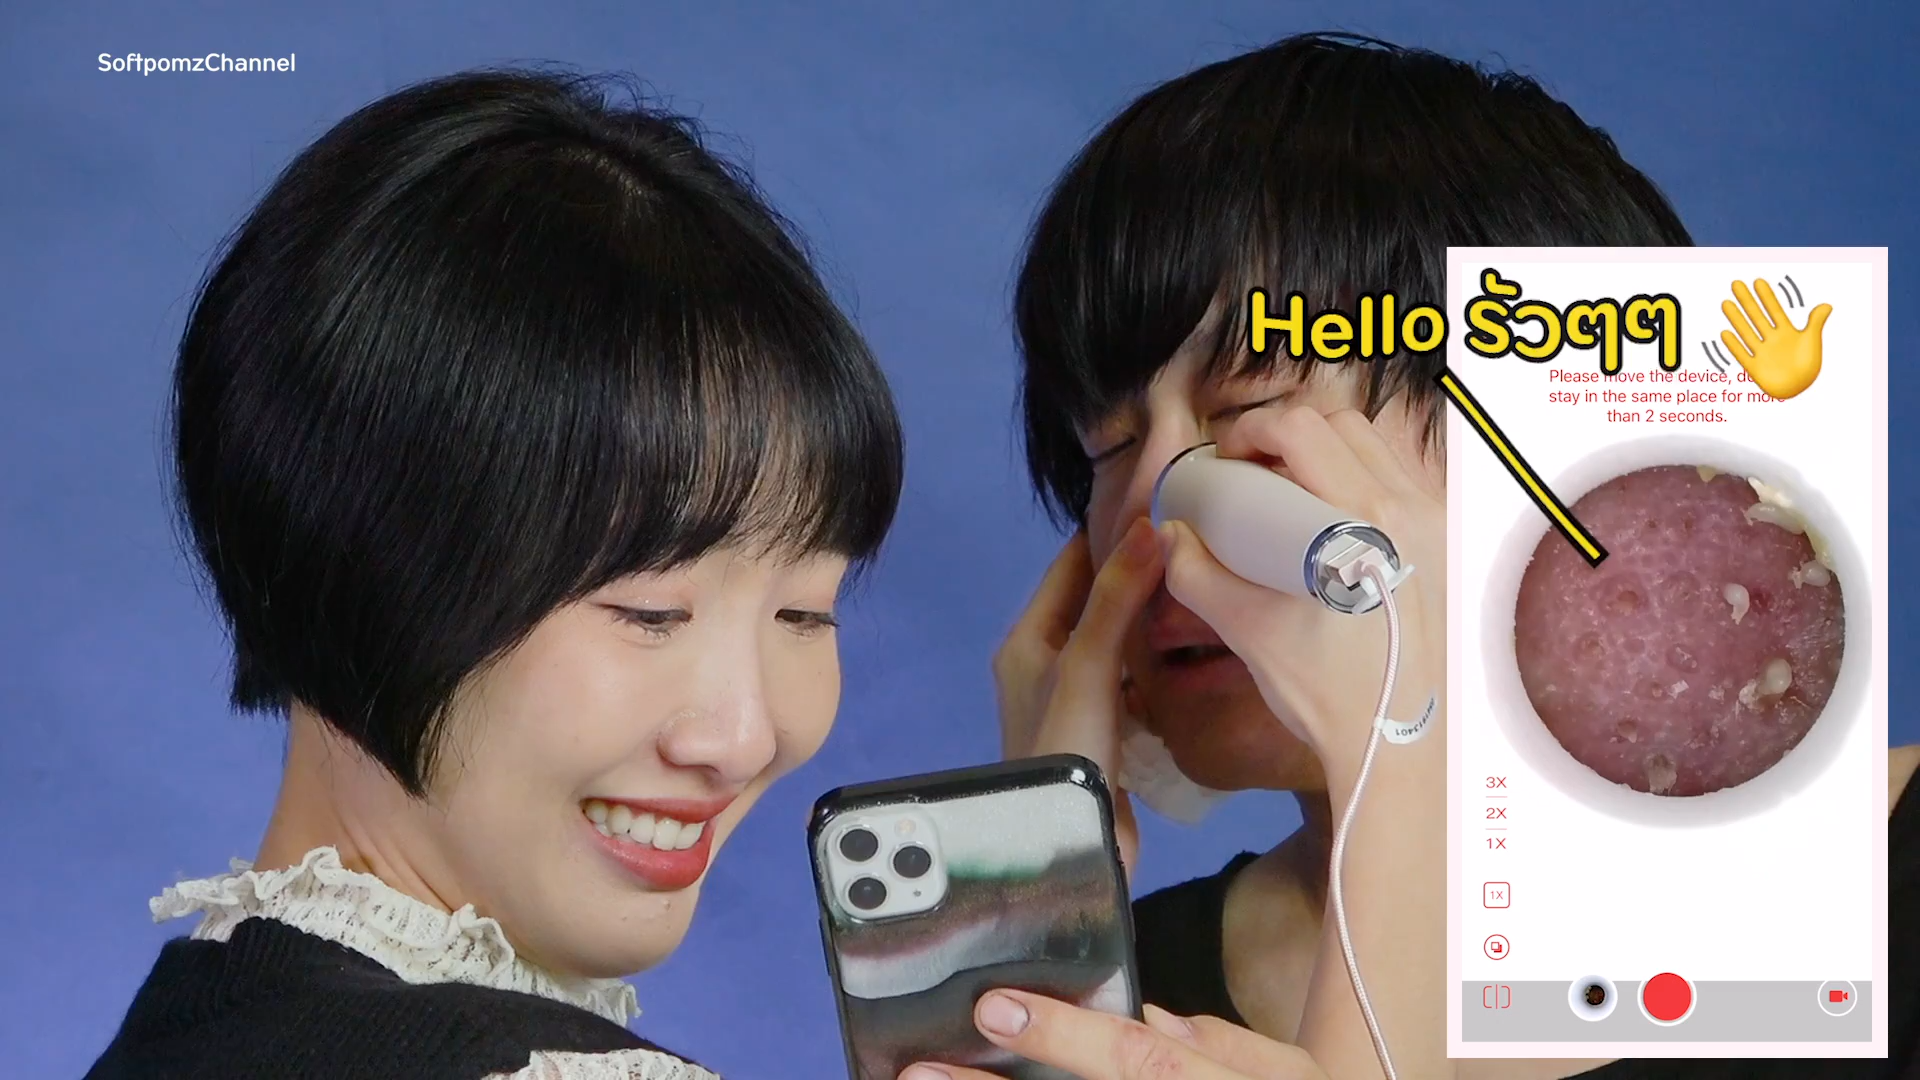 SoftpomzChannel
Hello รัวๆๆ
Please move the device, do
stay in the same place for more
than 2 seconds.
3X
2X
1X
1X